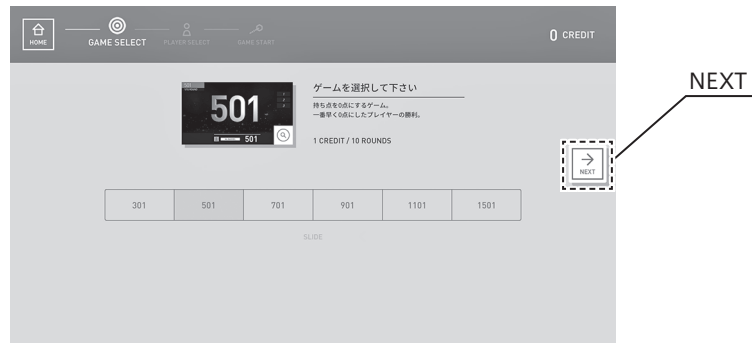 HOME
GAME SELECT
PLAYER SELECT
GAME START
0 CREDIT
501
501
ゲームを選択して下さい
持ち点を0点にするゲーム。
一番早く0点にしたプレイヤーの勝利。
1 CREDIT / 10 ROUNDS
NEXT
NEXT
301 501 701 901 1101 1501
SLIDE